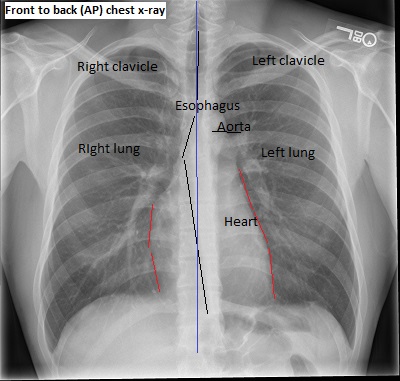 Front to back (AP) chest x-ray
Right clavicle
Left clavicle
Esophagus
Aorta
Right lung
Left lung
Heart